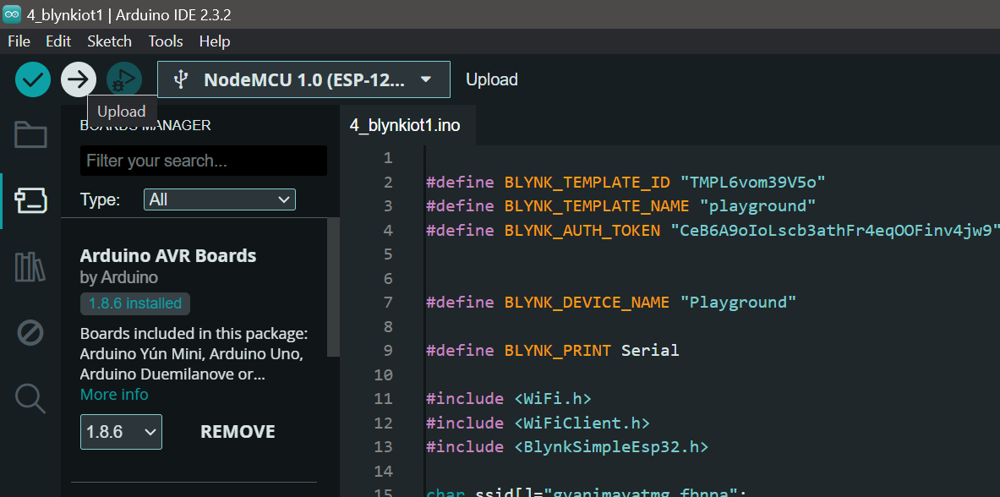 4_blynkiot1 | Arduino IDE 2.3.2
File Edit Sketch Tools Help
NodeMCU 1.0 (ESP-12... Upload
Upload
BOARDS MANAGER
Filter your search...
Type: All
Arduino AVR Boards
by Arduino
1.8.6 installed
Boards included in this package:
Arduino Yún Mini, Arduino Uno,
Arduino Duemilanove or...
More info
1.8.6 REMOVE
4_blynkiot1.ino
1
2 #define BLYNK_TEMPLATE_ID "TMPL6vom39V5o"
3 #define BLYNK_TEMPLATE_NAME "playground"
4 #define BLYNK_AUTH_TOKEN "CeB6A9oIoLscb3athFr4eqOOFinv4jw9"
5
6
7 #define BLYNK_DEVICE_NAME "Playground"
8
9 #define BLYNK_PRINT Serial
10
11 #include <WiFi.h>
12 #include <WiFiClient.h>
13 #include <BlynkSimpleEsp32.h>
14
15 char ssid[]="gyanimayatmg_fbnpa";